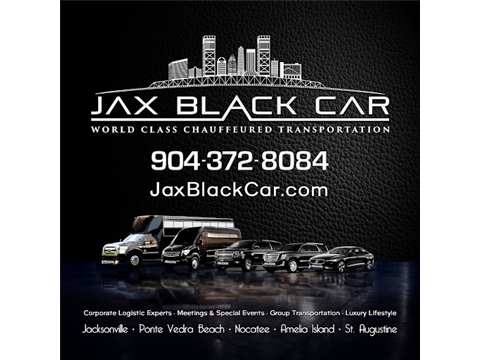 JAX BLACK CAR
WORLD CLASS CHAUFFEURED TRANSPORTATION
904-372-8084
JaxBlackCar.com
Corporate Logistic Experts · Meetings & Special Events · Group Transportation · Luxury Lifestyle
Jacksonville · Ponte Vedra Beach · Nocatee · Amelia Island · St. Augustine